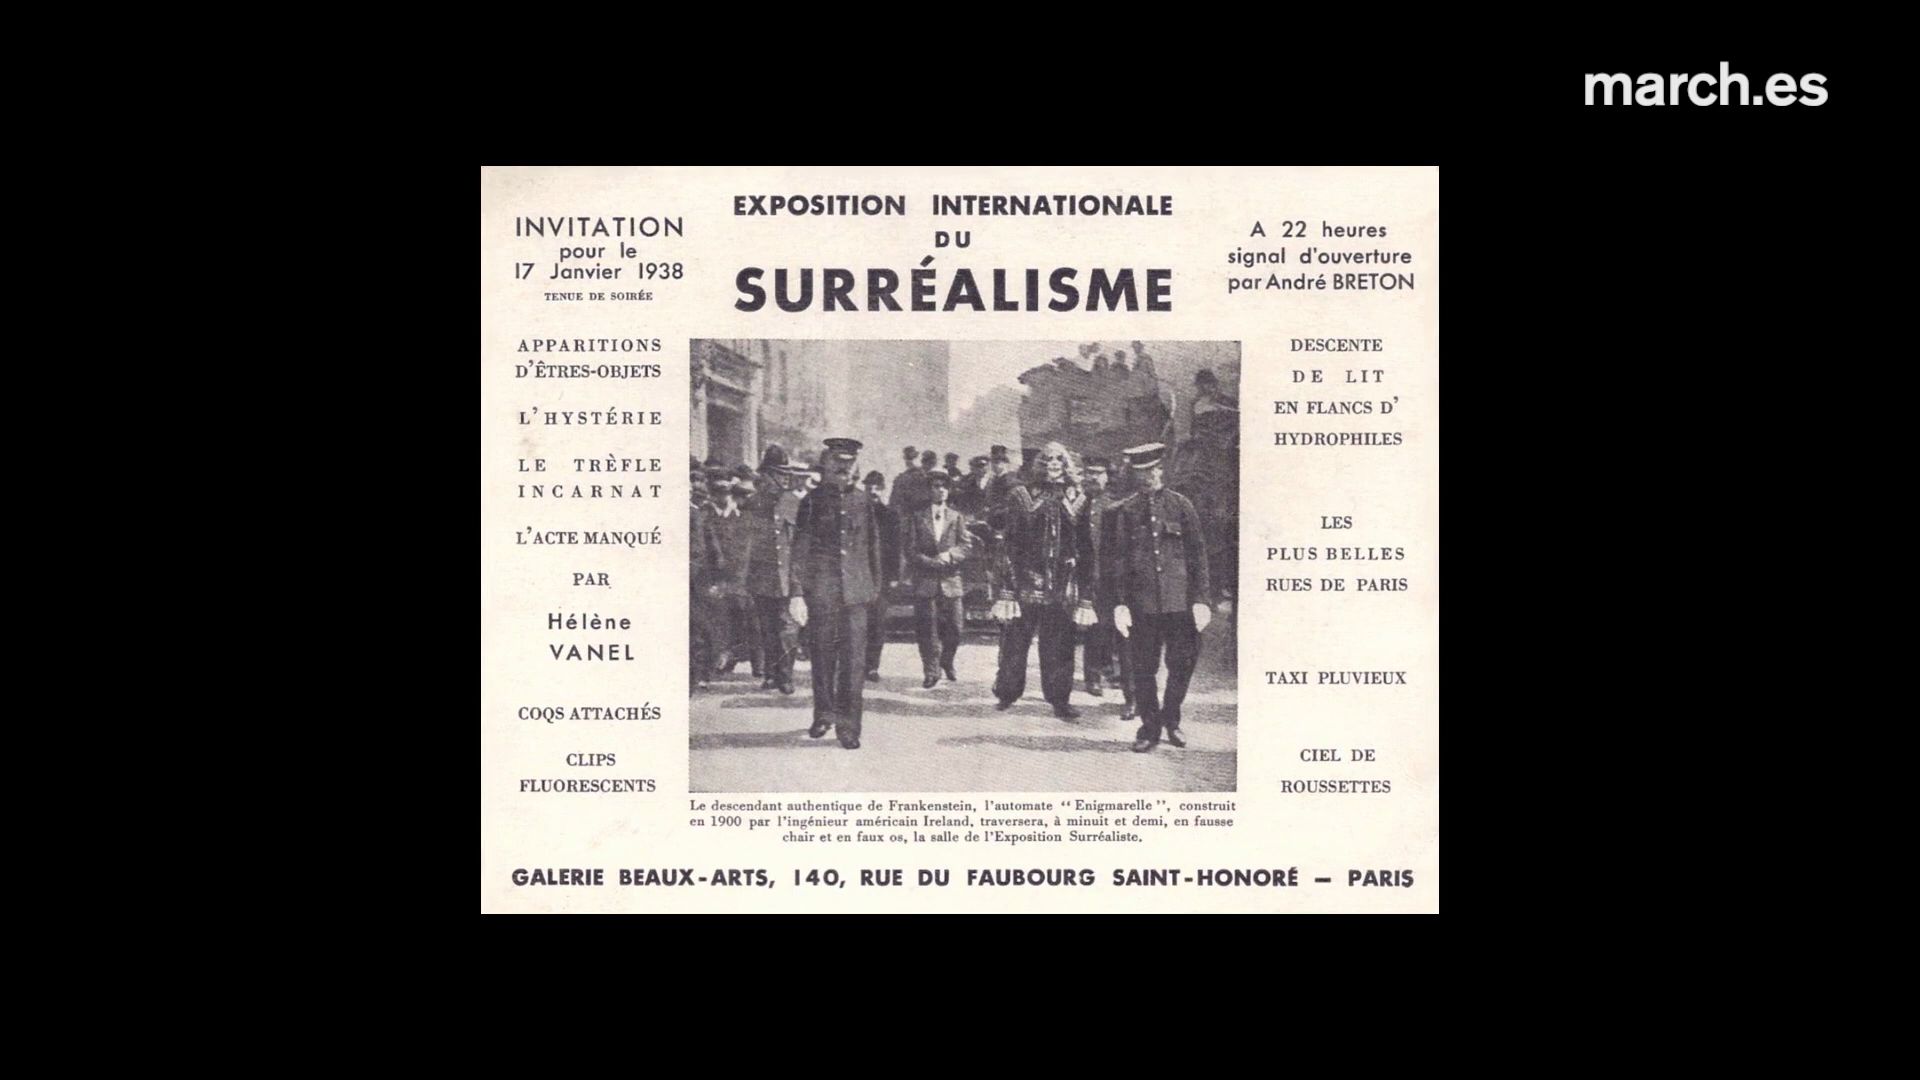 march.es
INVITATION
pour le
17 Janvier 1938
TENUE DE SOIRÉE
EXPOSITION INTERNATIONALE
DU
SURRÉALISME
A 22 heures
signal d'ouverture
par André BRETON
APPARITIONS
D'ÊTRES-OBJETS
L'HYSTÉRIE
LE TRÈFLE
INCARNAT
L'ACTE MANQUÉ
PAR
Hélène
VANEL
COQS ATTACHÉS
CLIPS
FLUORESCENTS
DESCENTE
DE LIT
EN FLANCS D'
HYDROPHILES
LES
PLUS BELLES
RUES DE PARIS
TAXI PLUVIEUX
CIEL DE
ROUSSETTES
Le descendant authentique de Frankenstein, l'automate “Enigmarelle”, construit
en 1900 par l'ingénieur américain Ireland, traversera, à minuit et demi, en fausse
chair et en faux os, la salle de l'Exposition Surréaliste.
GALERIE BEAUX-ARTS, 140, RUE DU FAUBOURG SAINT-HONORÉ — PARIS